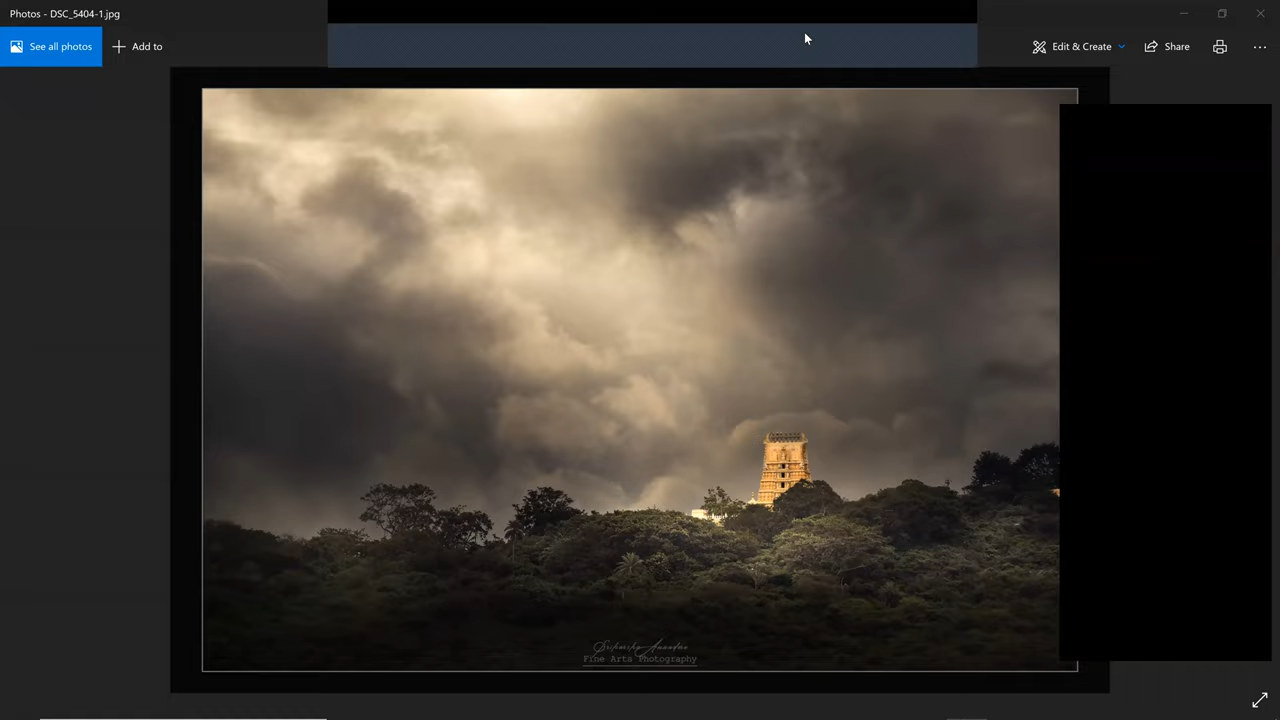 Photos - DSC_5404-1.jpg
See all photos
Add to
Edit & Create
Share
Fine Arts Photography